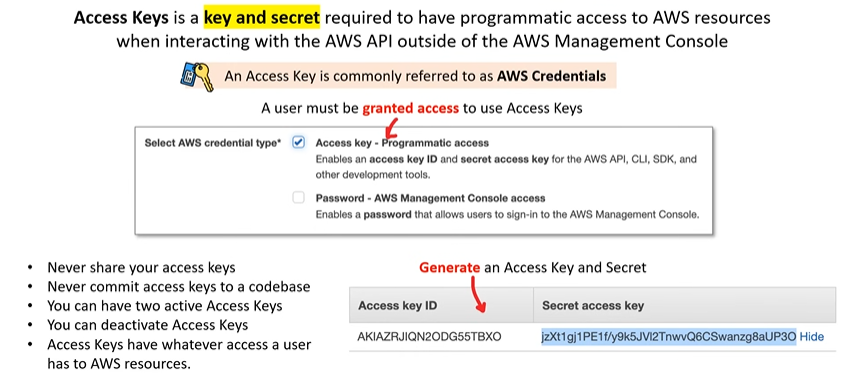 Access Keys is a key and secret required to have programmatic access to AWS resources
when interacting with the AWS API outside of the AWS Management Console
An Access Key is commonly referred to as AWS Credentials
A user must be granted access to use Access Keys
Select AWS credential type*
Access key - Programmatic access
Enables an access key ID and secret access key for the AWS API, CLI, SDK, and
other development tools.
Password - AWS Management Console access
Enables a password that allows users to sign-in to the AWS Management Console.
• Never share your access keys
• Never commit access keys to a codebase
• You can have two active Access Keys
• You can deactivate Access Keys
• Access Keys have whatever access a user
has to AWS resources.
Generate an Access Key and Secret
Access key ID Secret access key
AKIAZRJIQN2ODG55TBXO Hide